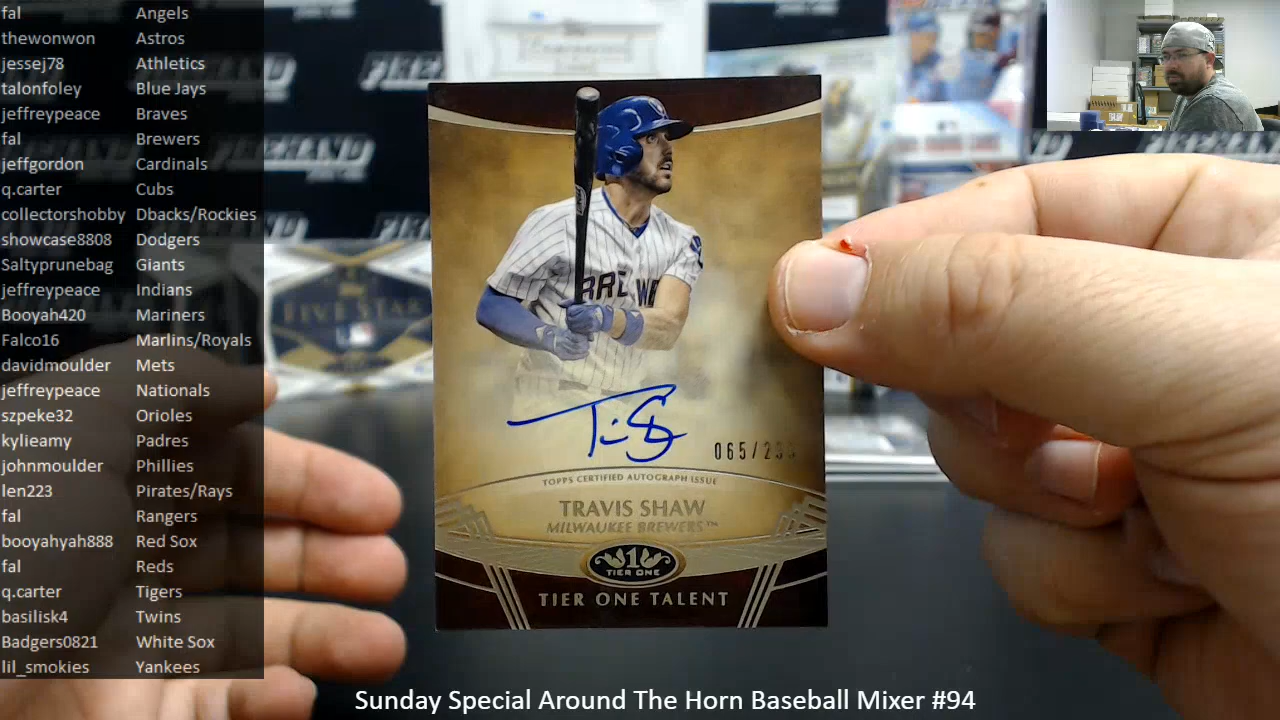 fal Angels
thewonwon Astros
jessej78 Athletics
talonfoley Blue Jays
jeffreypeace Braves
fal Brewers
jeffgordon Cardinals
q.carter Cubs
collectorshobby Dbacks/Rockies
showcase8808 Dodgers
Saltyprunebag Giants
jeffreypeace Indians
Booyah420 Mariners
Falco16 Marlins/Royals
davidmoulder Mets
jeffreypeace Nationals
szpeke32 Orioles
kylieamy Padres
johnmoulder Phillies
len223 Pirates/Rays
fal Rangers
booyahyah888 Red Sox
fal Reds
q.carter Tigers
basilisk4 Twins
Badgers0821 White Sox
lil_smokies Yankees
FIVE STAR
TOPPS CERTIFIED AUTOGRAPH ISSUE
TRAVIS SHAW
MILWAUKEE BREWERS™
1
TIER ONE
TIER ONE TALENT
Sunday Special Around The Horn Baseball Mixer #94